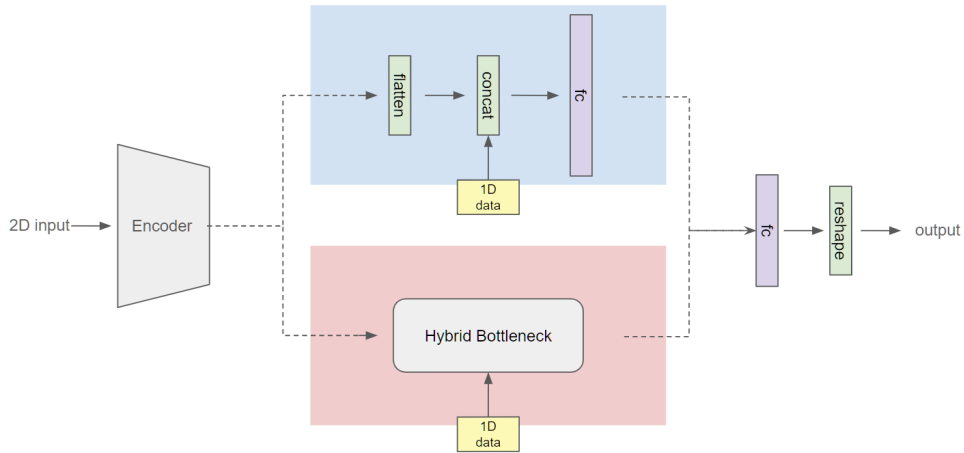 2D input
Encoder
flatten
concat
fc
1D
data
Hybrid Bottleneck
1D
data
fc
reshape
output